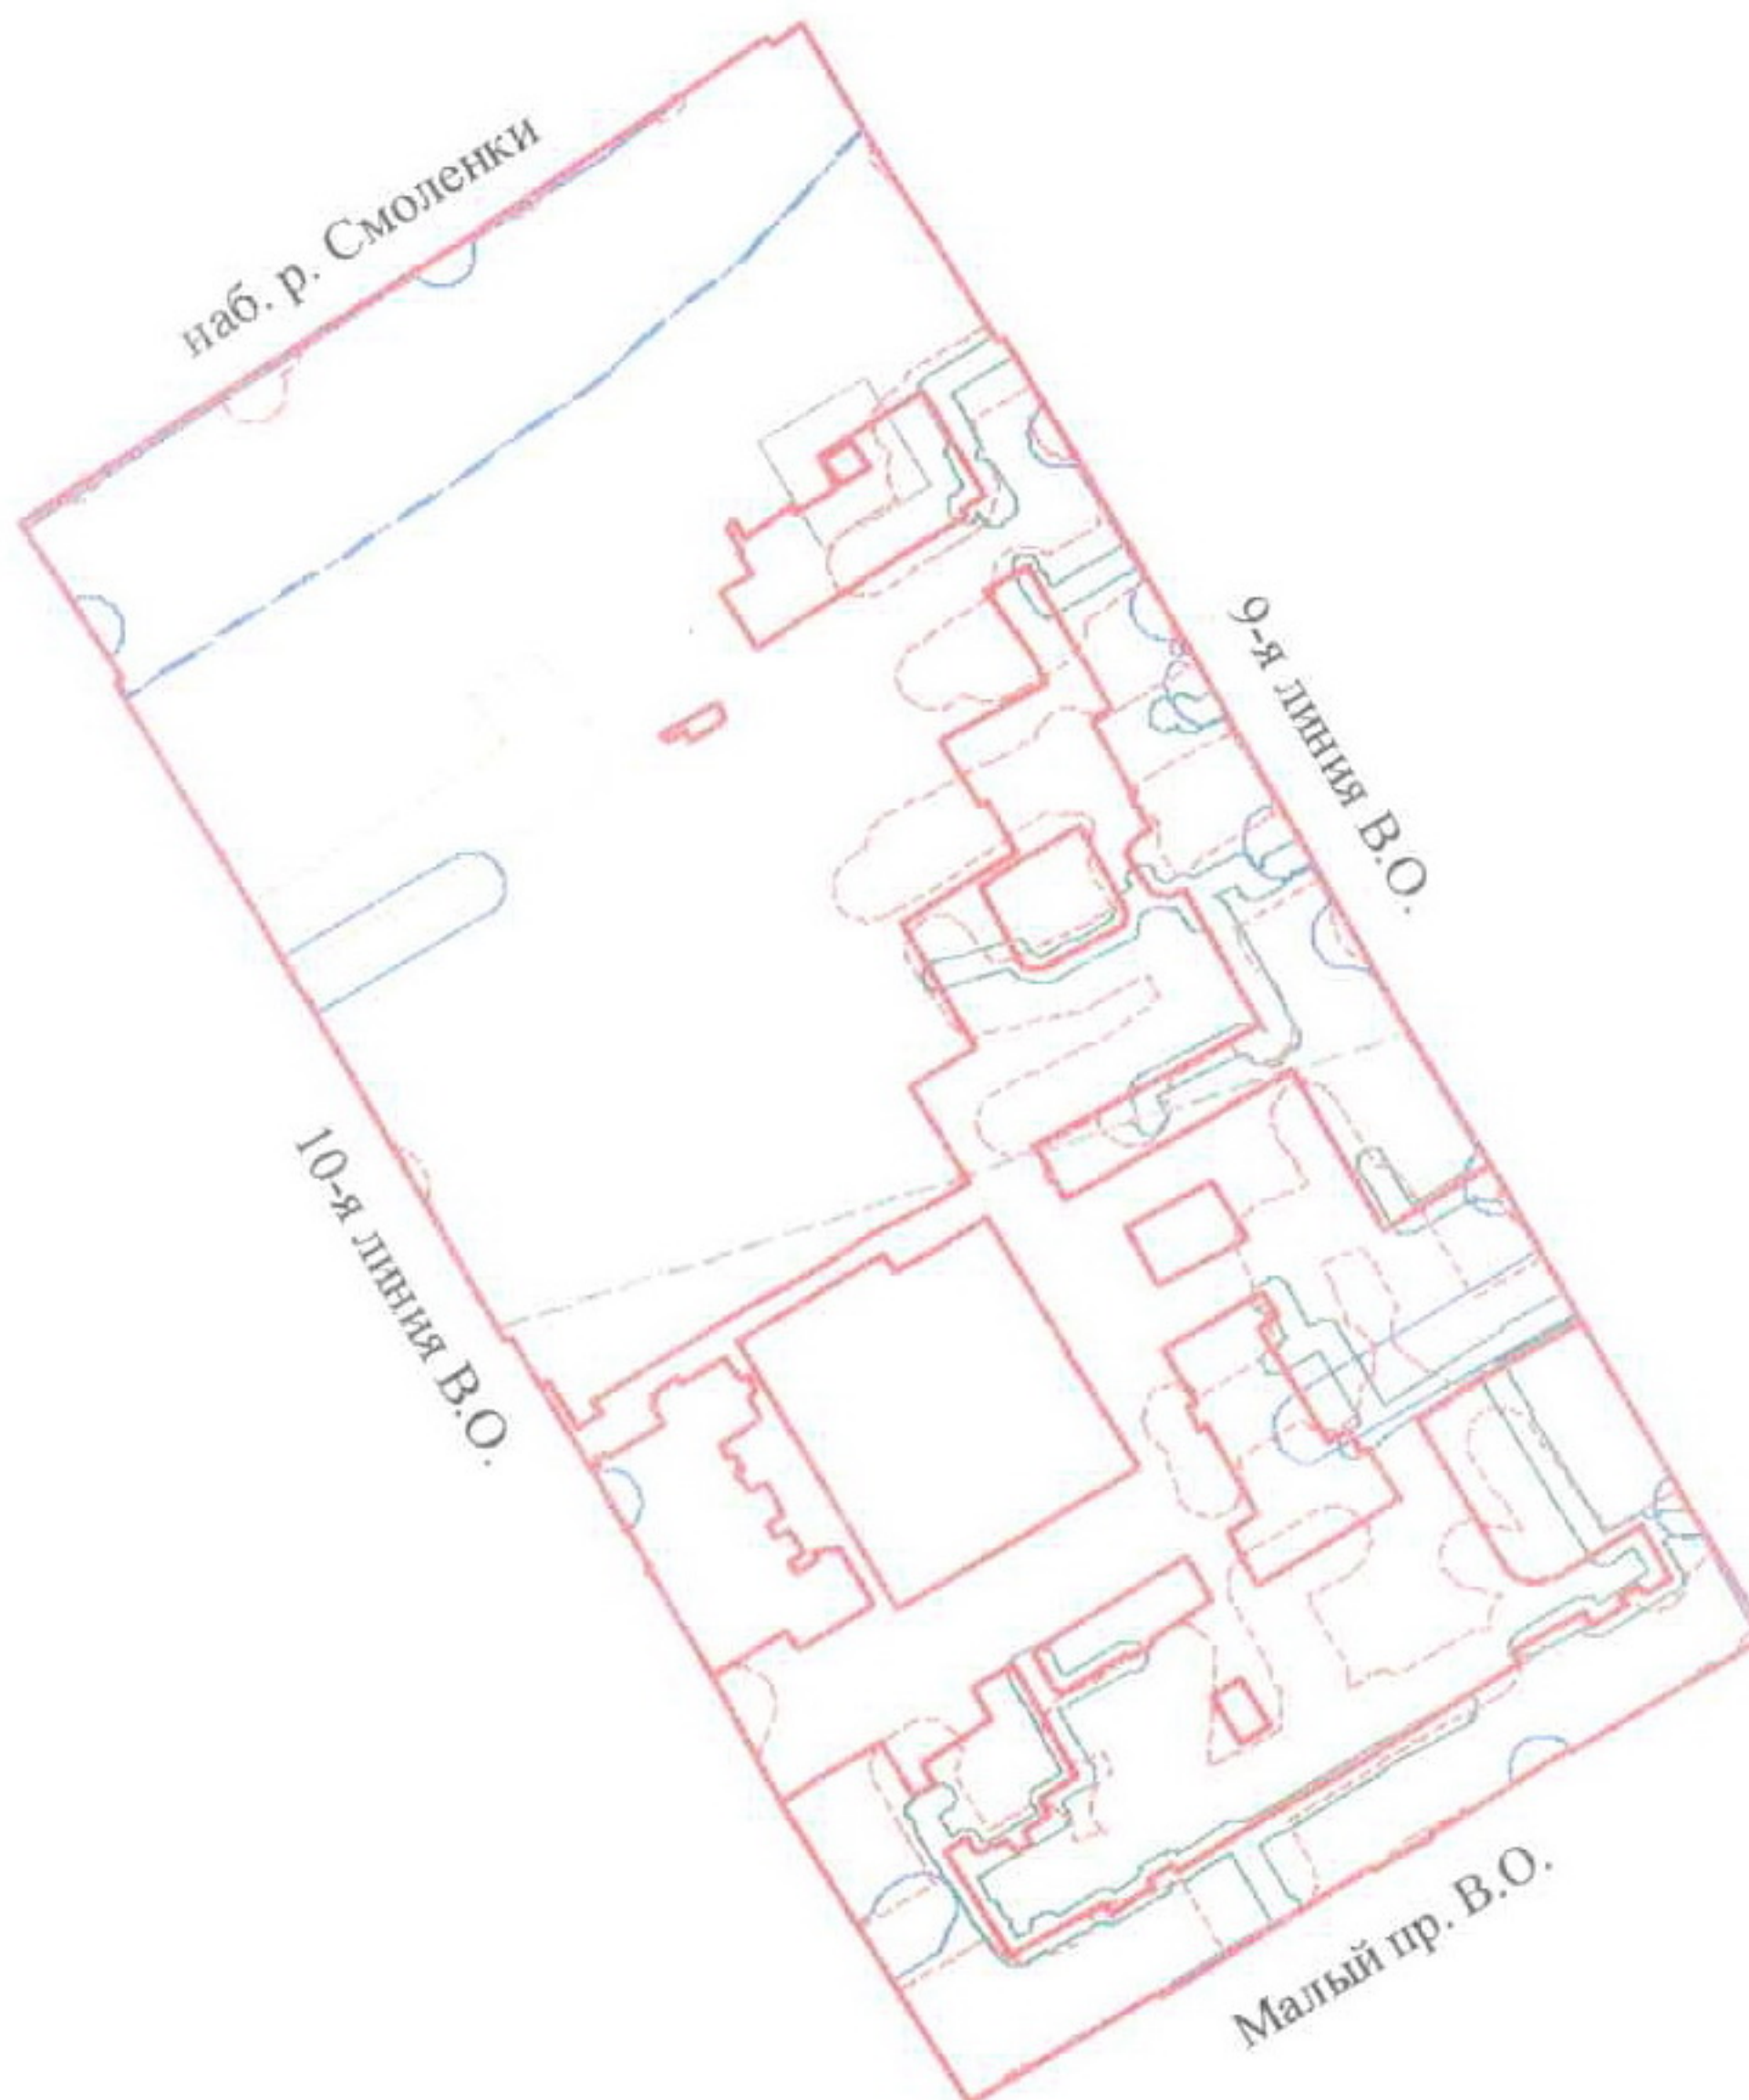 наб. р. Смоленки
9-я линия В.О.
10-я линия В.О.
Малый пр. В.О.